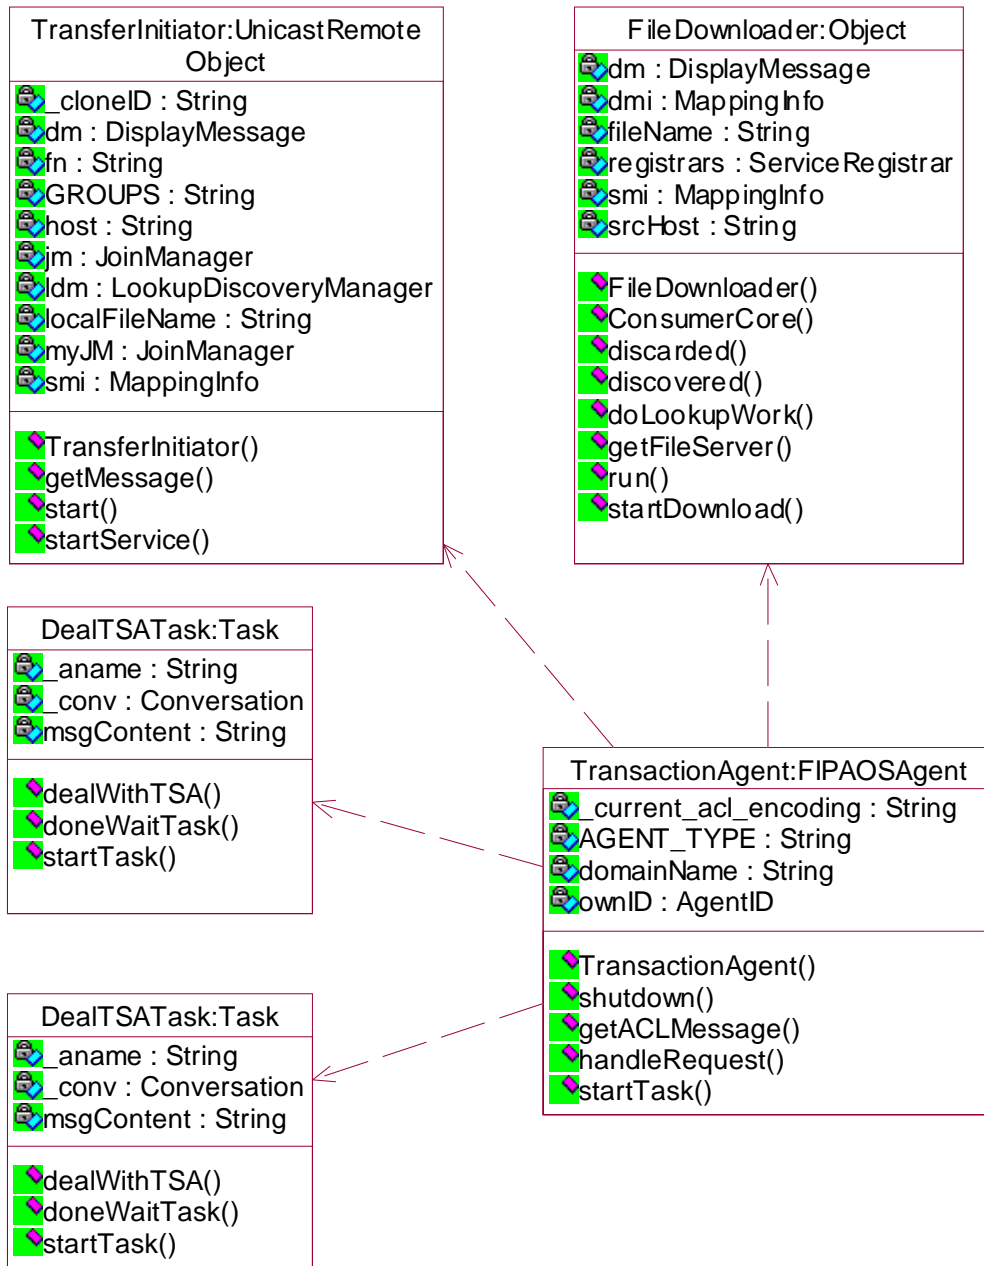 TransferInitiator:UnicastRemote
Object
_cloneID : String
dm : DisplayMessage
fn : String
GROUPS : String
host : String
jm : JoinManager
ldm : LookupDiscoveryManager
localFileName : String
myJM : JoinManager
smi : MappingInfo
TransferInitiator()
getMessage()
start()
startService()
FileDownloader:Object
dm : DisplayMessage
dmi : MappingInfo
fileName : String
registrars : ServiceRegistrar
smi : MappingInfo
srcHost : String
FileDownloader()
ConsumerCore()
discarded()
discovered()
doLookupWork()
getFileServer()
run()
startDownload()
DealTSATask:Task
_aname : String
_conv : Conversation
msgContent : String
dealWithTSA()
doneWaitTask()
startTask()
TransactionAgent:FIPAOSAgent
_current_acl_encoding : String
AGENT_TYPE : String
domainName : String
ownID : AgentID
TransactionAgent()
shutdown()
getACLMessage()
handleRequest()
startTask()
DealTSATask:Task
_aname : String
_conv : Conversation
msgContent : String
dealWithTSA()
doneWaitTask()
startTask()